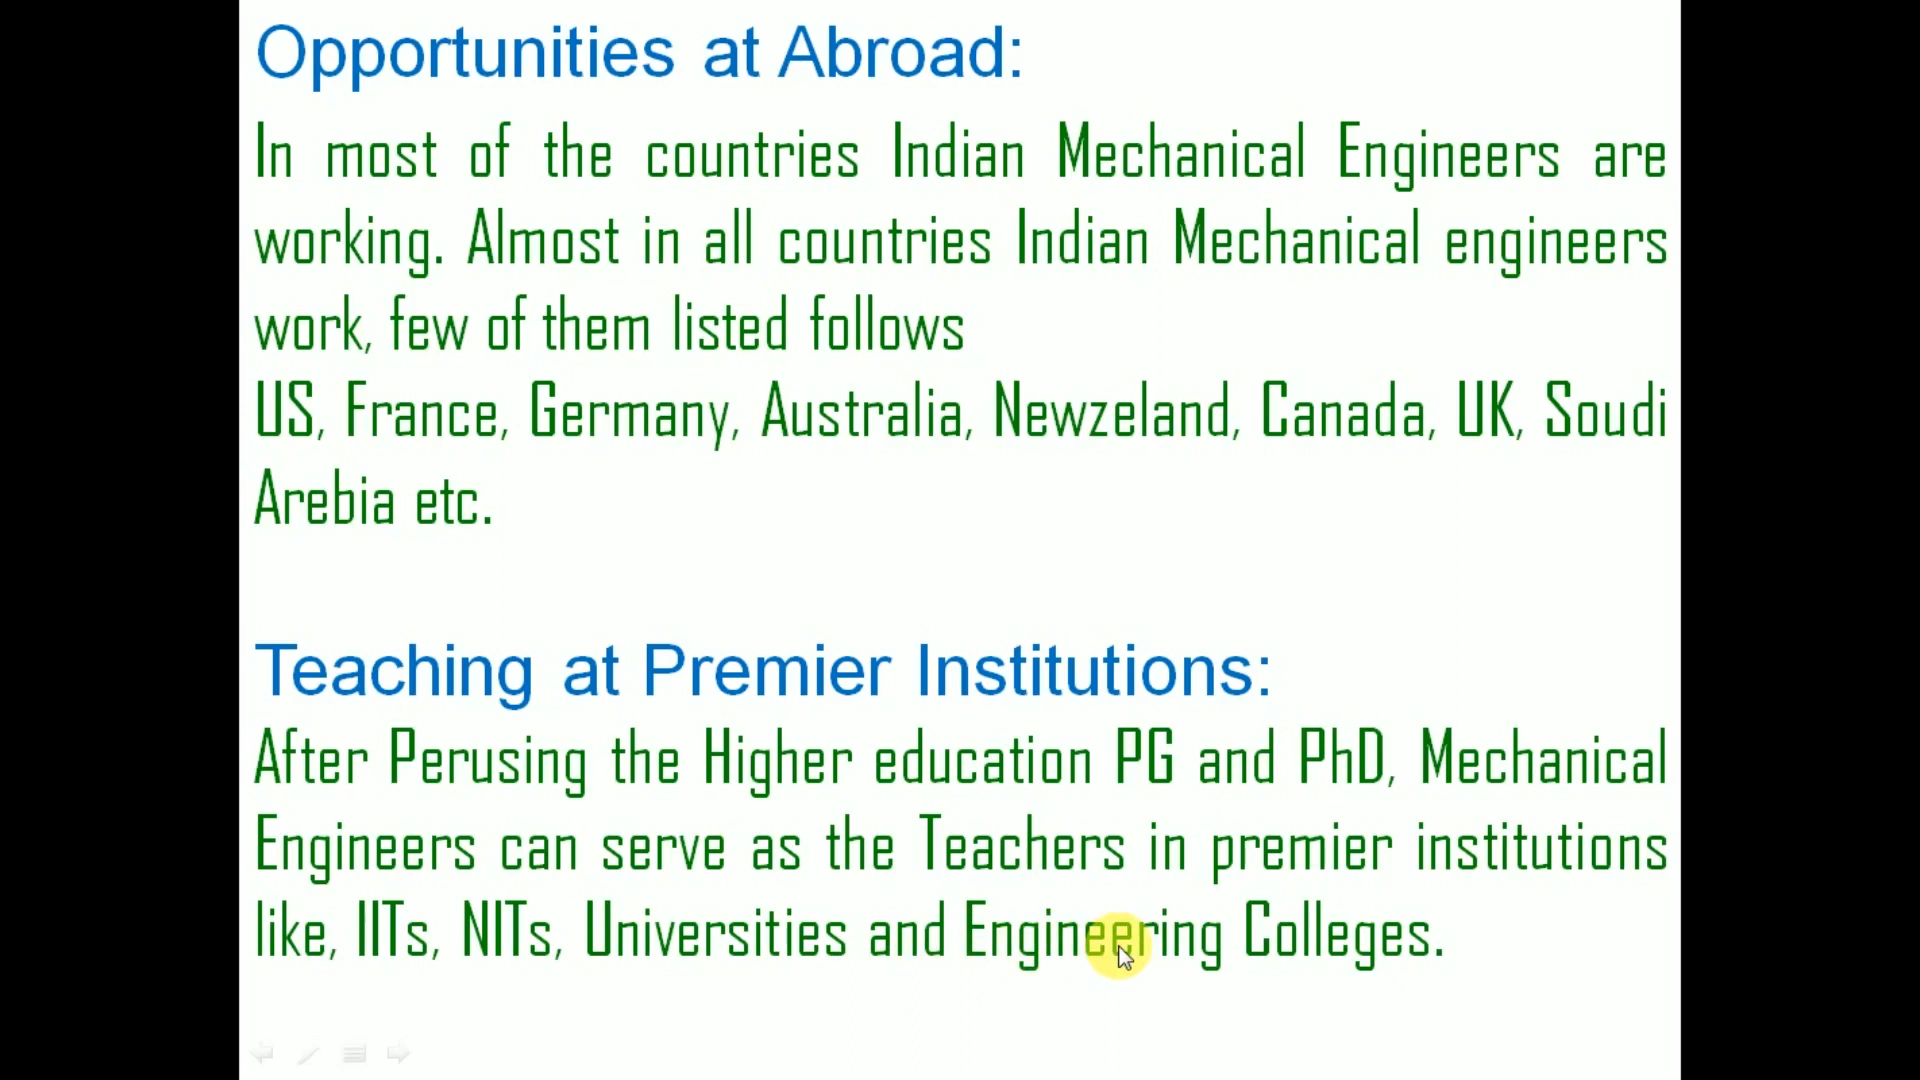 Opportunities at Abroad:
In most of the countries Indian Mechanical Engineers are
working. Almost in all countries Indian Mechanical engineers
work, few of them listed follows
US, France, Germany, Australia, Newzeland, Canada, UK, Soudi
Arebia etc.
Teaching at Premier Institutions:
After Perusing the Higher education PG and PhD, Mechanical
Engineers can serve as the Teachers in premier institutions
like, IITs, NITs, Universities and Engineering Colleges.